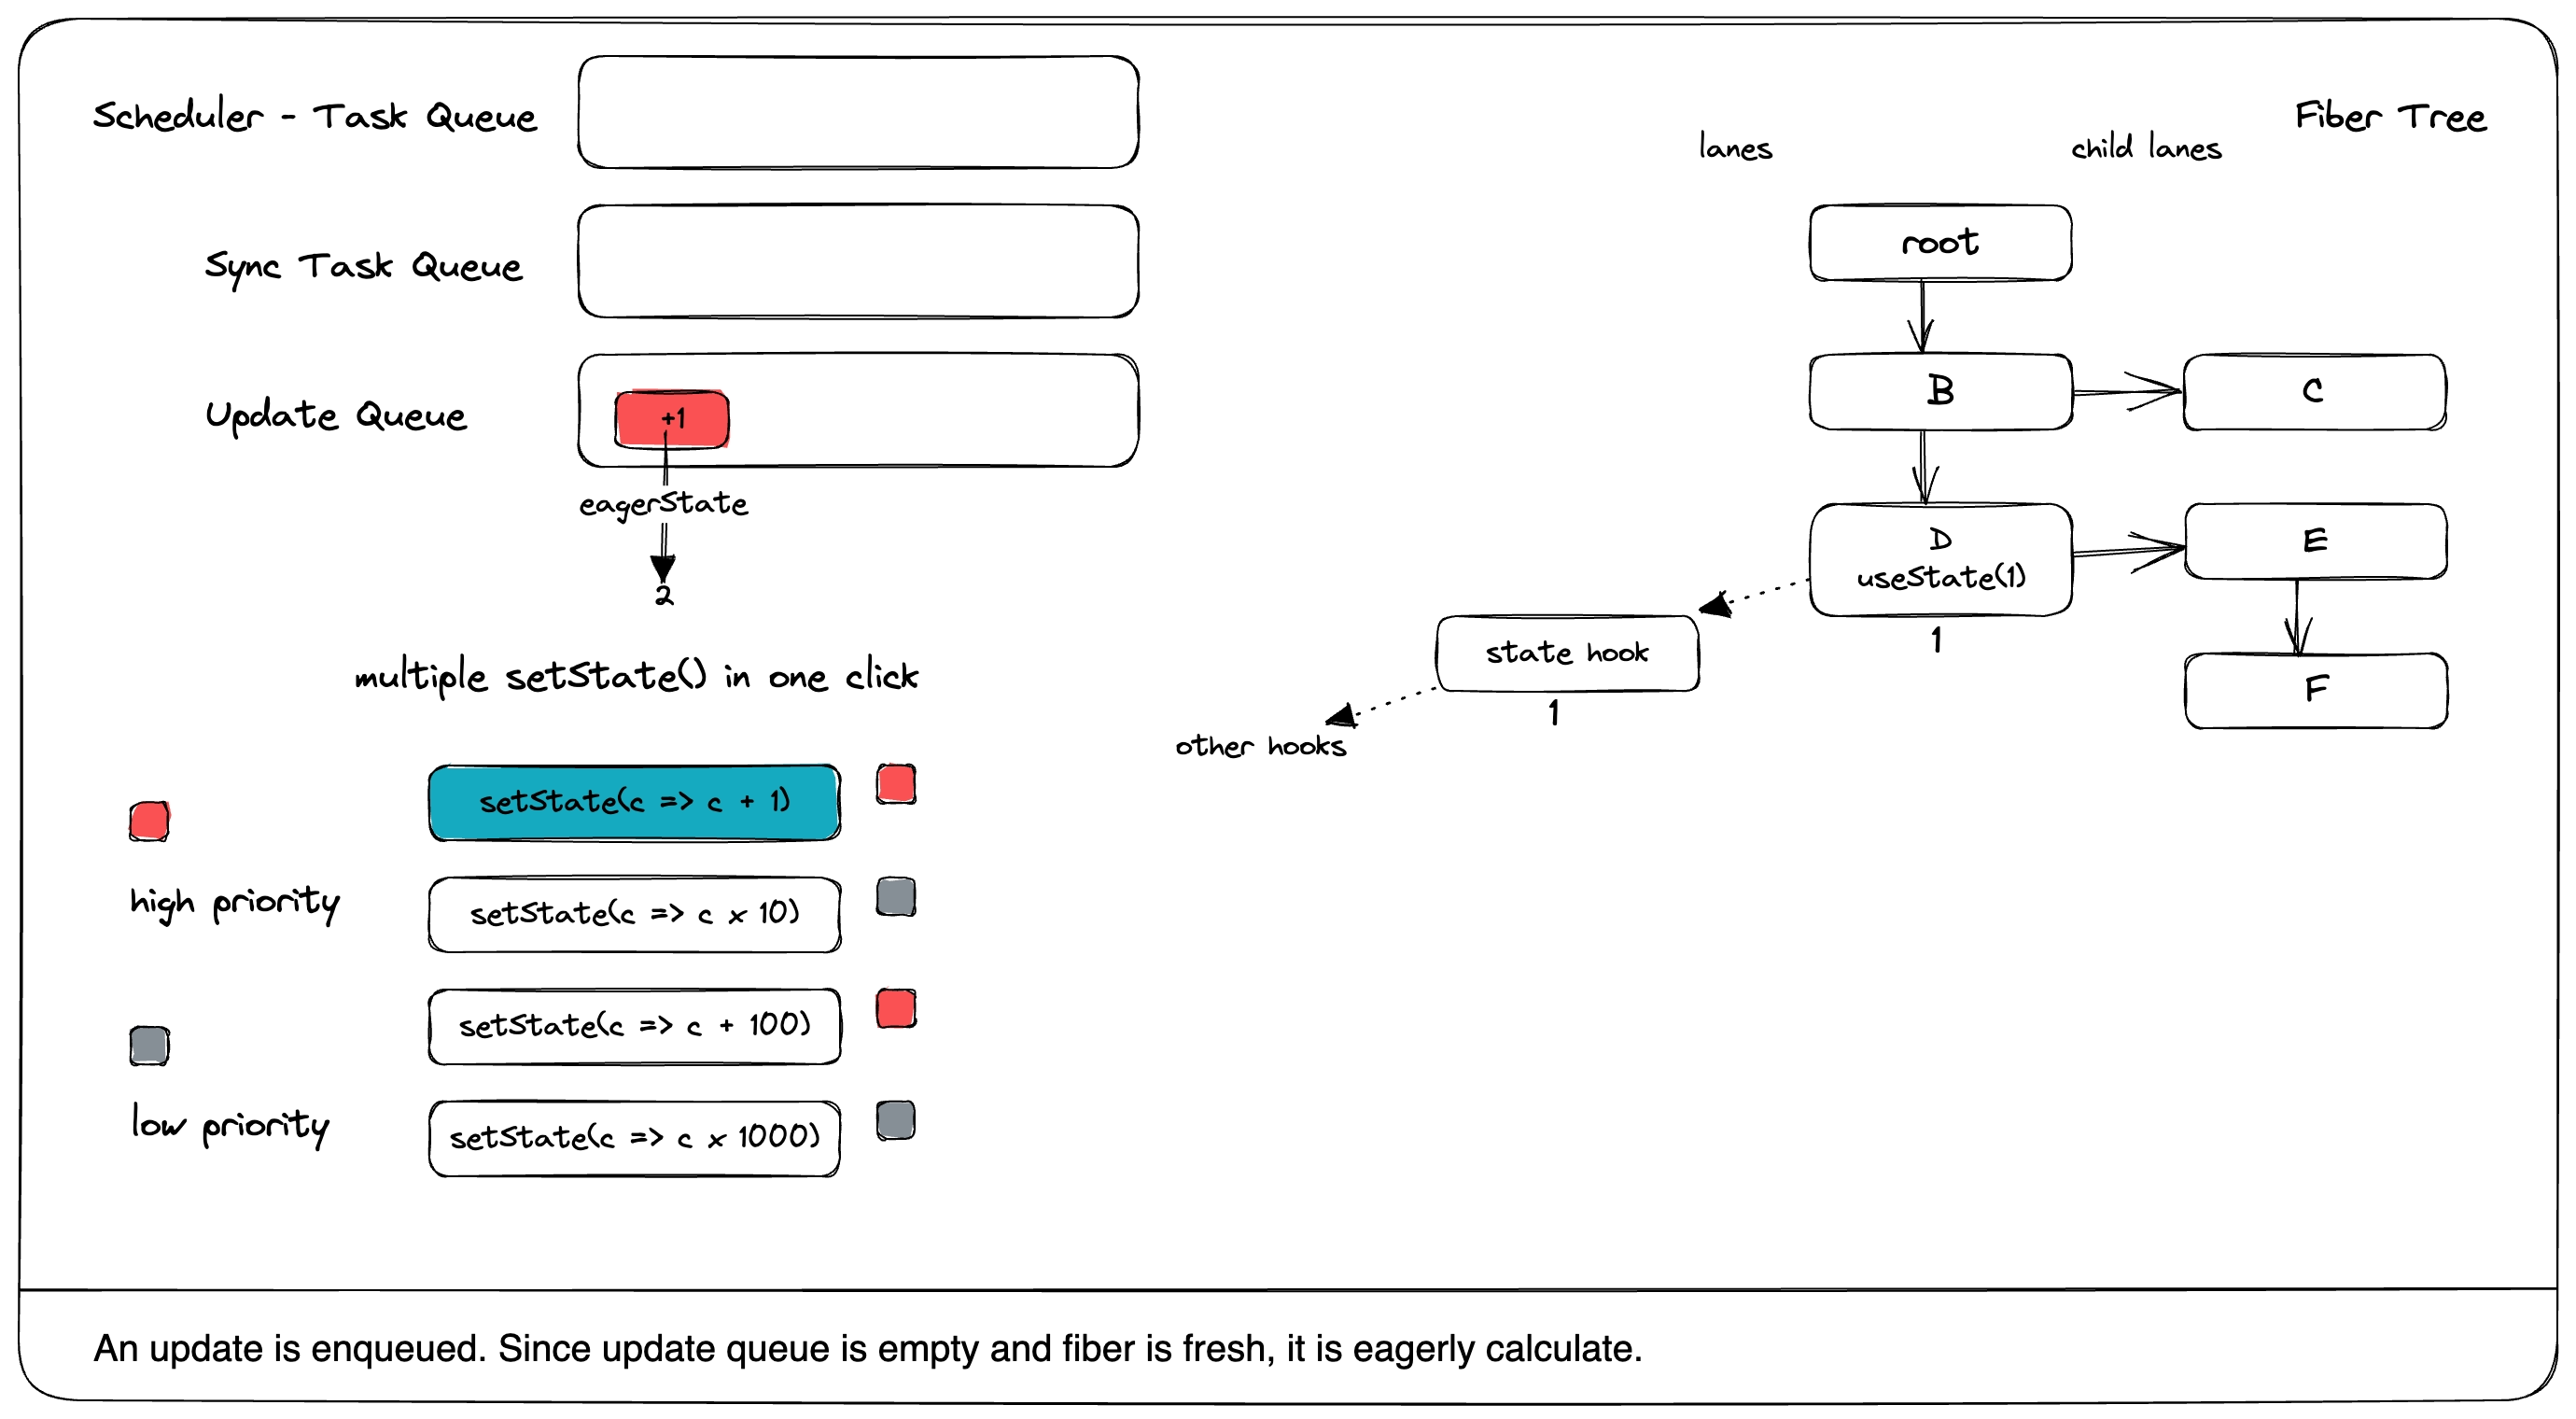 Scheduler - Task Queue
Sync Task Queue
Update Queue
+1
eagerState
2
multiple setState() in one click
high priority
low priority
setState(c => c + 1)
setState(c => c x 10)
setState(c => c + 100)
setState(c => c x 1000)
Fiber Tree
lanes
child lanes
root
B
C
D
useState(1)
1
E
F
state hook
1
other hooks
An update is enqueued. Since update queue is empty and fiber is fresh, it is eagerly calculate.